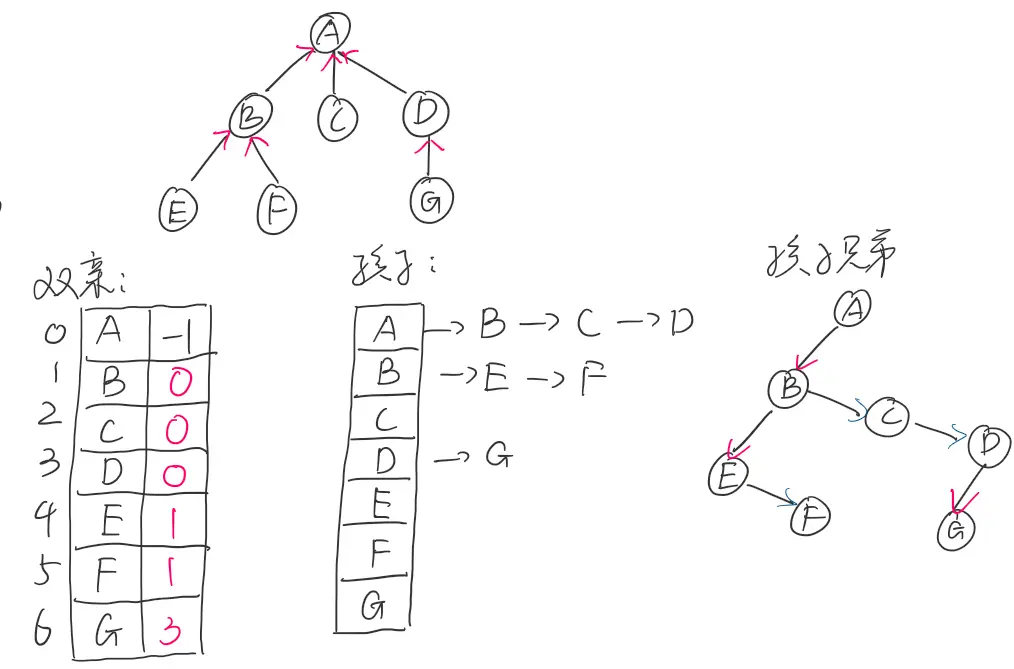 A
B C D
E F G
双亲: 孩子: 孩子兄弟
0 A -1
1 B 0
2 C 0
3 D 0
4 E 1
5 F 1
6 G 3
A → B → C → D
B → E → F
C
D → G
E
F
G
A
B C D
E F G